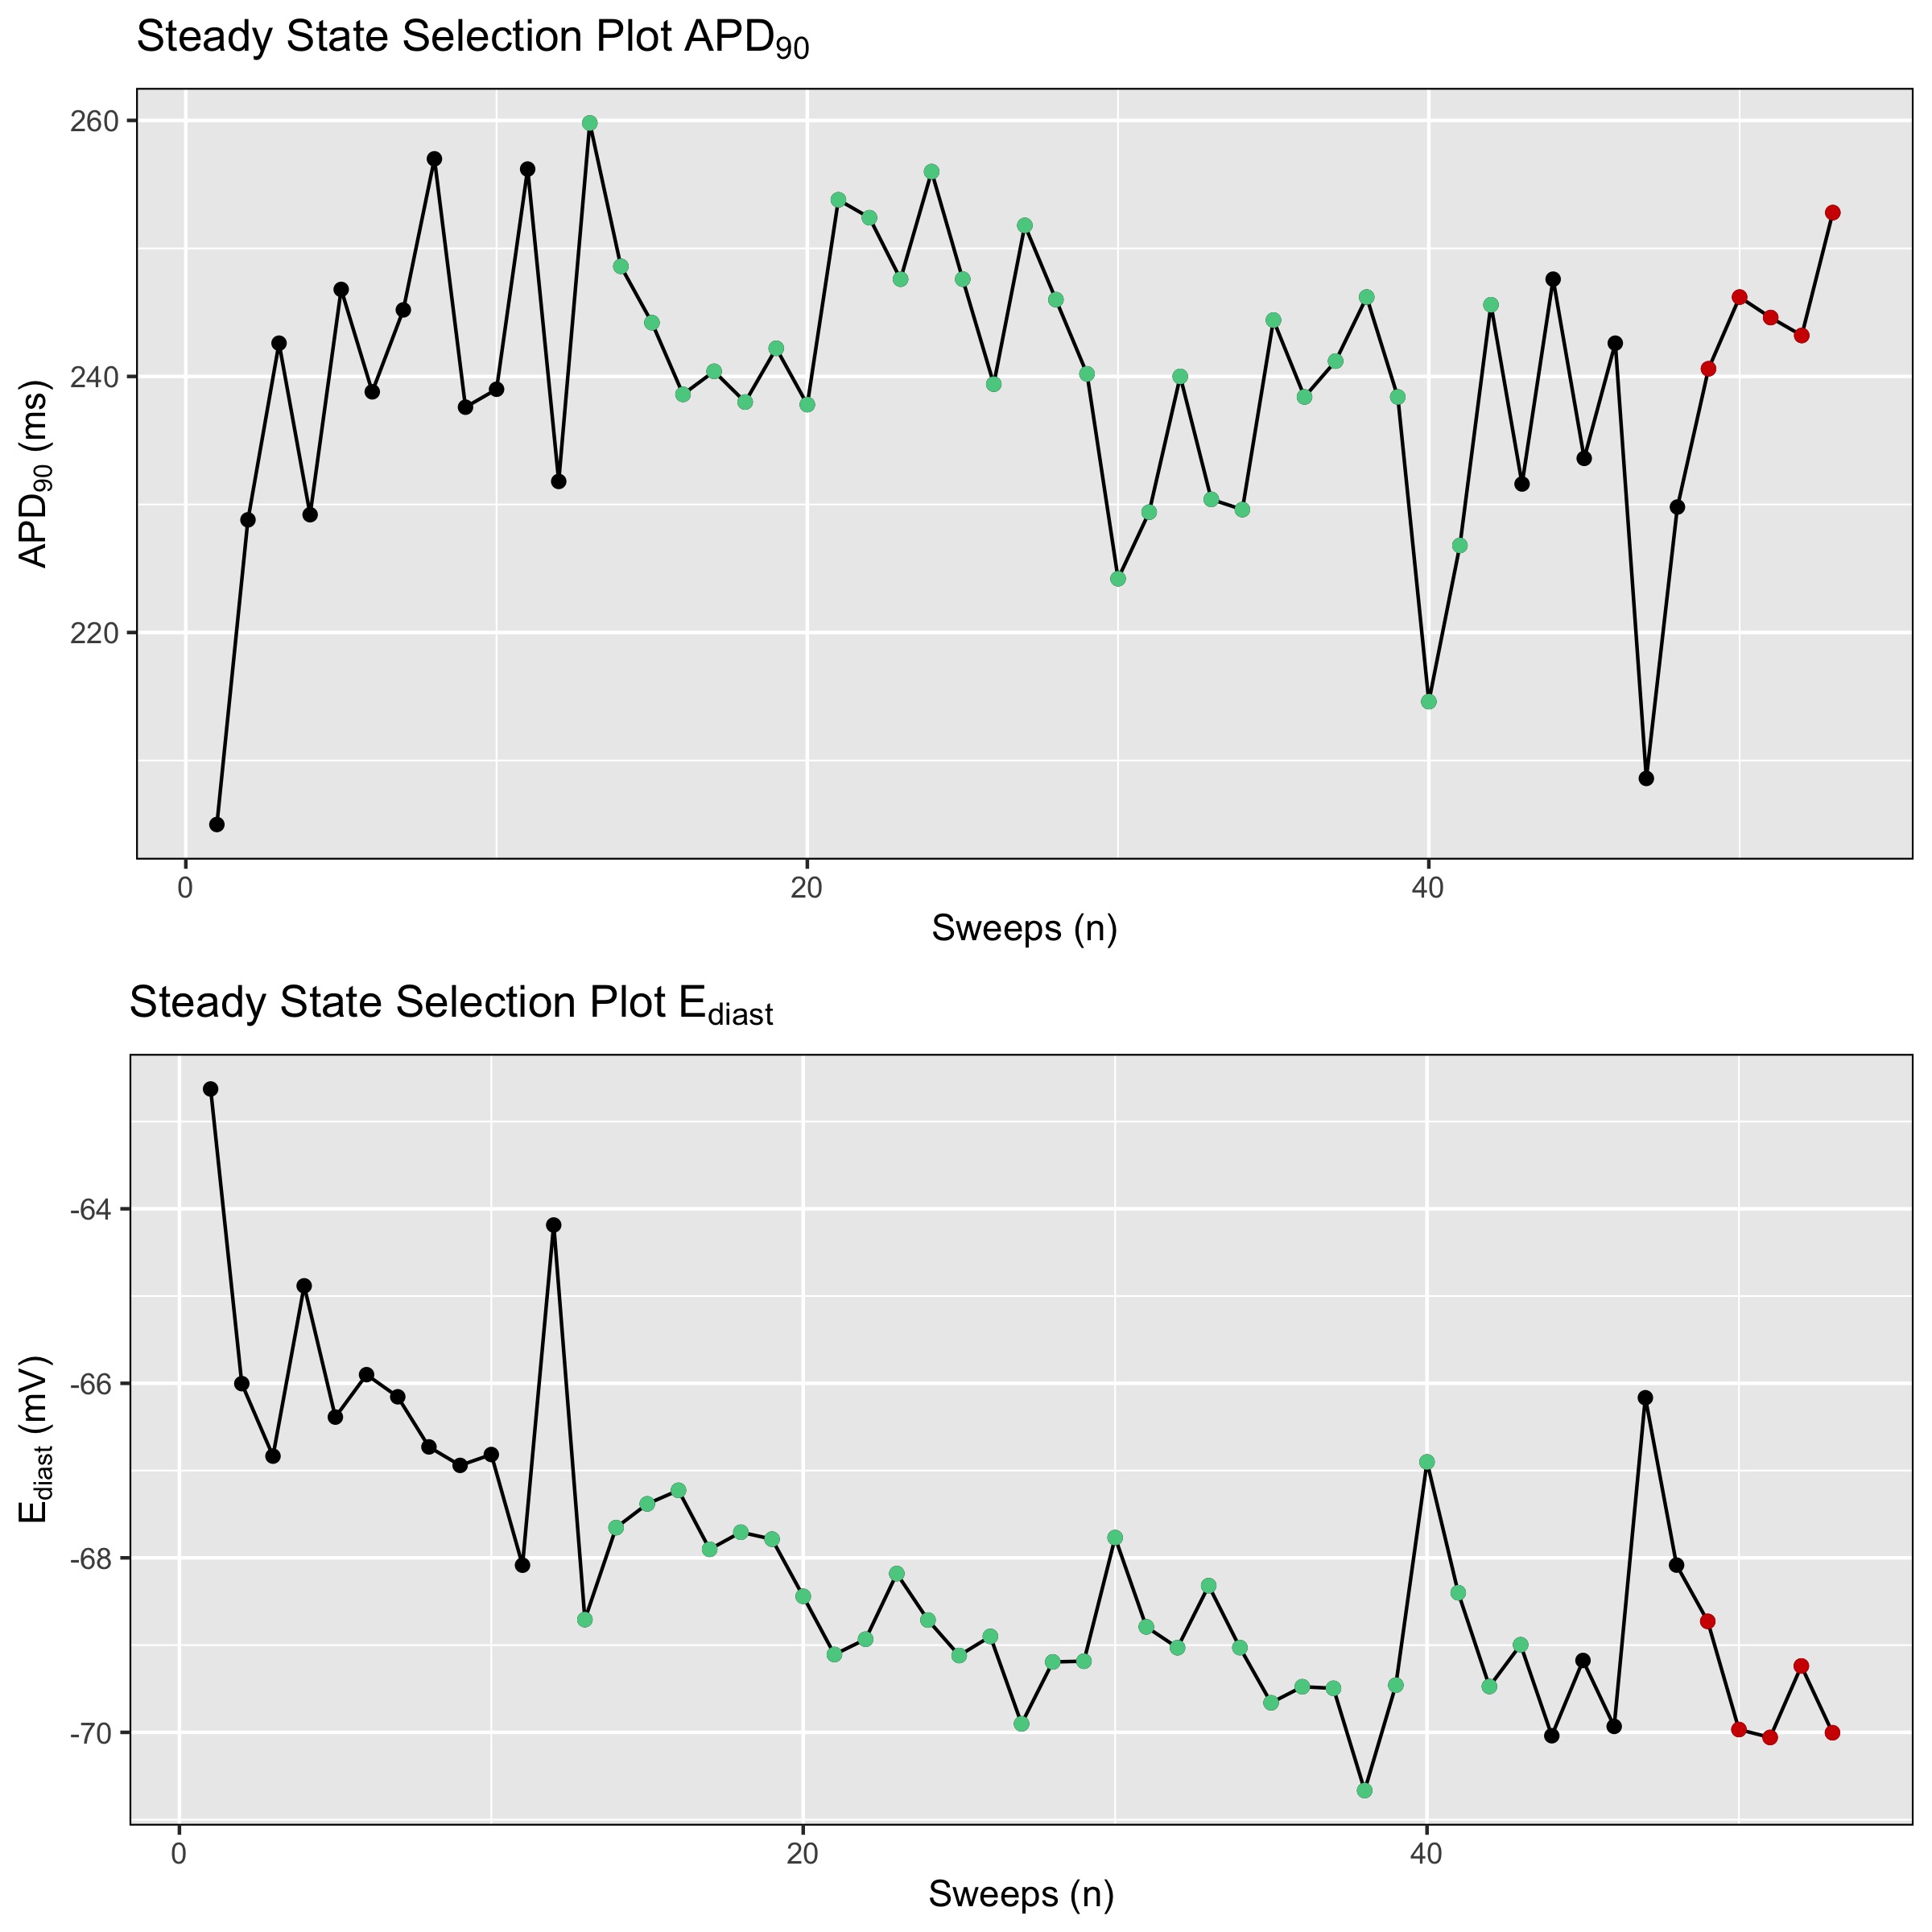 Steady State Selection Plot APD90
260
240
220
APD90 (ms)
0 20 40
Sweeps (n)
Steady State Selection Plot Ediast
-64
-66
-68
-70
Ediast (mV)
0 20 40
Sweeps (n)